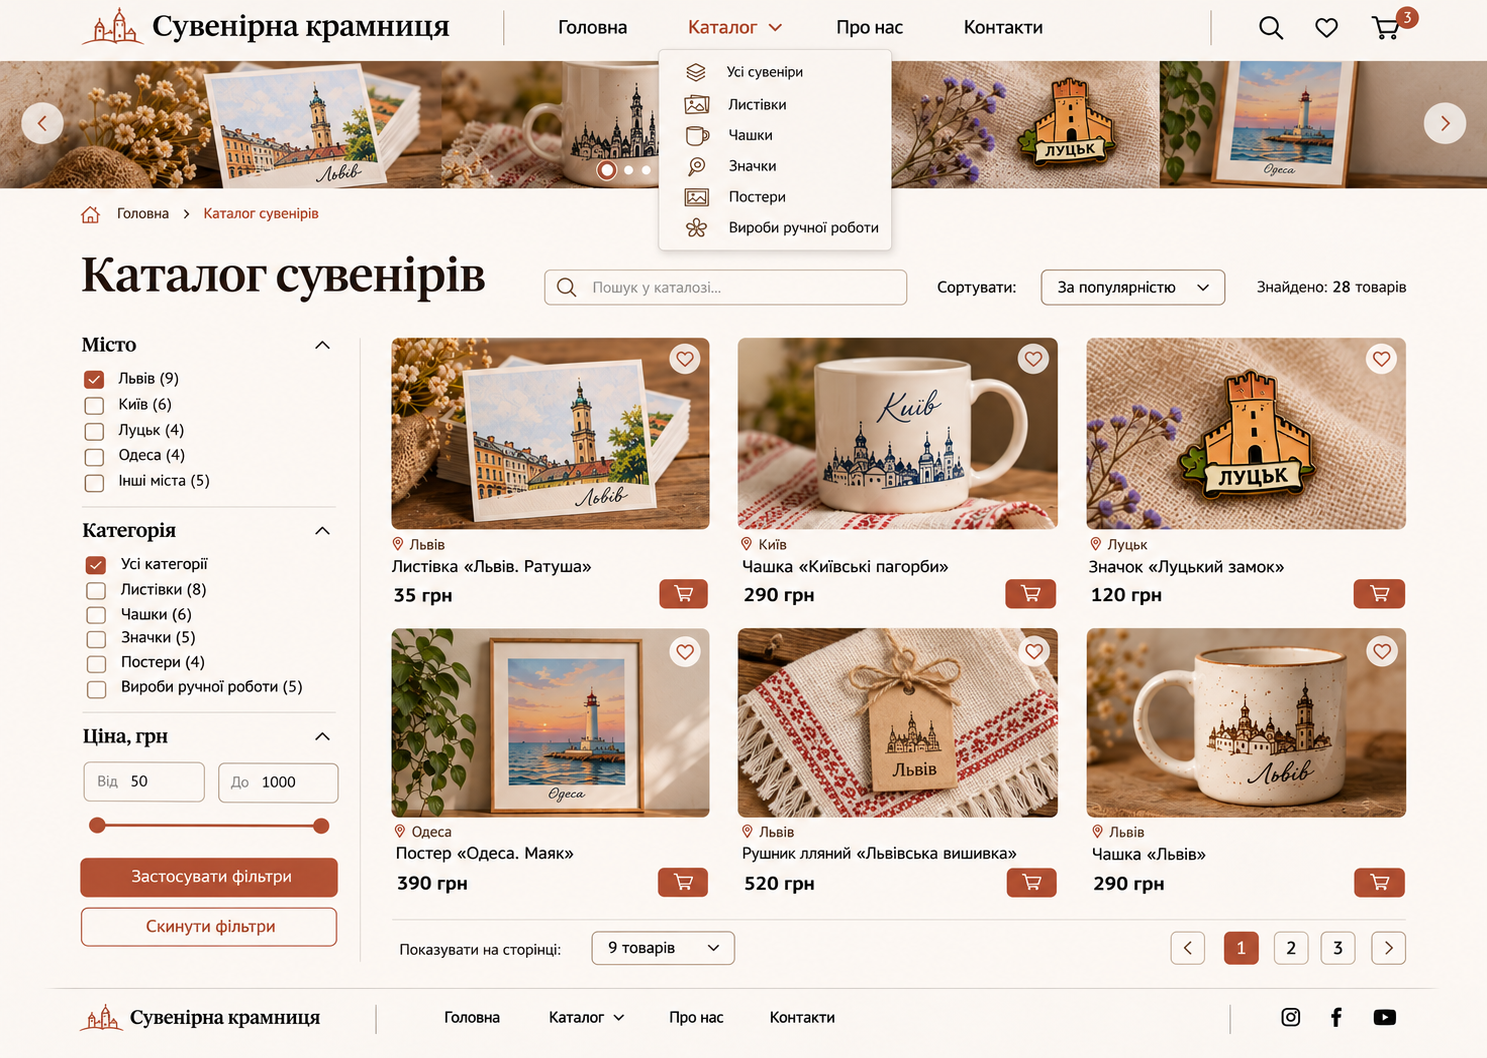 Сувенірна крамниця
Головна
Каталог
Про нас
Контакти
3
Усі сувеніри
Листівки
Чашки
Значки
Постери
Вироби ручної роботи
Львів
ЛУЦЬК
Одеса
Головна > Каталог сувенірів
Каталог сувенірів
Пошук у каталозі...
Сортувати:
За популярністю
Знайдено: 28 товарів
Місто
Львів (9)
Київ (6)
Луцьк (4)
Одеса (4)
Інші міста (5)
Категорія
Усі категорії
Листівки (8)
Чашки (6)
Значки (5)
Постери (4)
Вироби ручної роботи (5)
Ціна, грн
Від 50
До 1000
Застосувати фільтри
Скинути фільтри
Львів
Львів
Листівка «Львів. Ратуша»
35 грн
Київ
Київ
Чашка «Київські пагорби»
290 грн
ЛУЦЬК
Луцьк
Значок «Луцький замок»
120 грн
Одеса
Одеса
Постер «Одеса. Маяк»
390 грн
Львів
Львів
Рушник лляний «Львівська вишивка»
520 грн
Львів
Львів
Чашка «Львів»
290 грн
Показувати на сторінці:
9 товарів
1
2
3
Сувенірна крамниця
Головна
Каталог
Про нас
Контакти